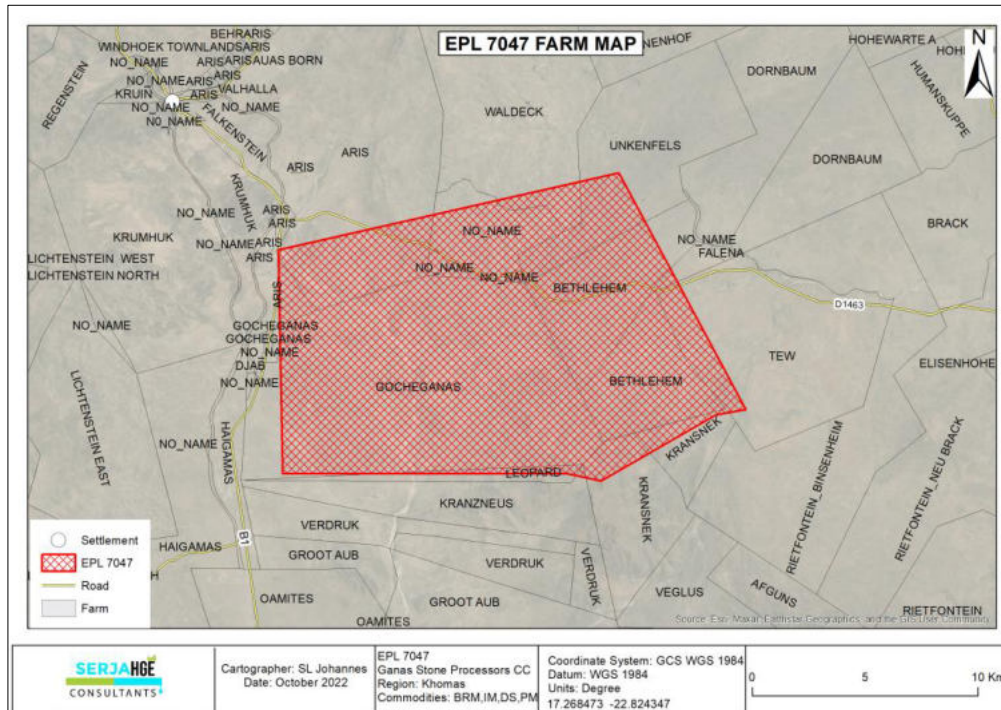 EPL 7047 FARM MAP
N
BEHRARIS
WINDHOEK TOWNLANDSARIS
NO_NAME
ARIS
ARIS
AUAS BORN
ARIS
NO_NAME
ARIS
VALHALLA
KRUIN
ARIS
NO_NAME
NO_NAME
N0_NAME
REGENSTEIN
FALKENSTEIN
NENHOF
HOHEWARTE A
DORNBAUM
HUMANSKUPPE
WALDECK
UNKENFELS
DORNBAUM
ARIS
ARIS
KRUMHUK
NO_NAME
ARIS
ARIS
BRACK
KRUMHUK
NO_NAME
ARIS
ARIS
NO_NAME
NO_NAME
FALENA
LICHTENSTEIN WEST
LICHTENSTEIN NORTH
NO_NAME
NO_NAME
BETHLEHEM
ARIS
D1463
NO_NAME
GOCHEGANAS
GOCHEGANAS
NO_NAME
DJAB
NO_NAME
TEW
ELISENHOHE
GOCHEGANAS
BETHLEHEM
LICHTENSTEIN EAST
NO_NAME
HAIGAMAS
KRANSNEK
LEOPARD
KRANSNEK
RIETFONTEIN_BINSENHEIM
RIETFONTEIN_NEU BRACK
KRANZNEUS
VERDRUK
B1
HAIGAMAS
GROOT AUB
VERDRUK
VERDRUK
VEGLUS
AFGUNS
OAMITES
GROOT AUB
OAMITES
RIETFONTEIN
Settlement
EPL 7047
Road
Farm
Source: Esri, Maxar, Earthstar Geographics, and the GIS User Community
SERJAHGE
CONSULTANTS
Cartographer: SL Johannes
Date: October 2022
EPL 7047
Ganas Stone Processors CC
Region: Khomas
Commodities: BRM,IM,DS,PM
Coordinate System: GCS WGS 1984
Datum: WGS 1984
Units: Degree
17.268473 -22.824347
0 5 10 Km